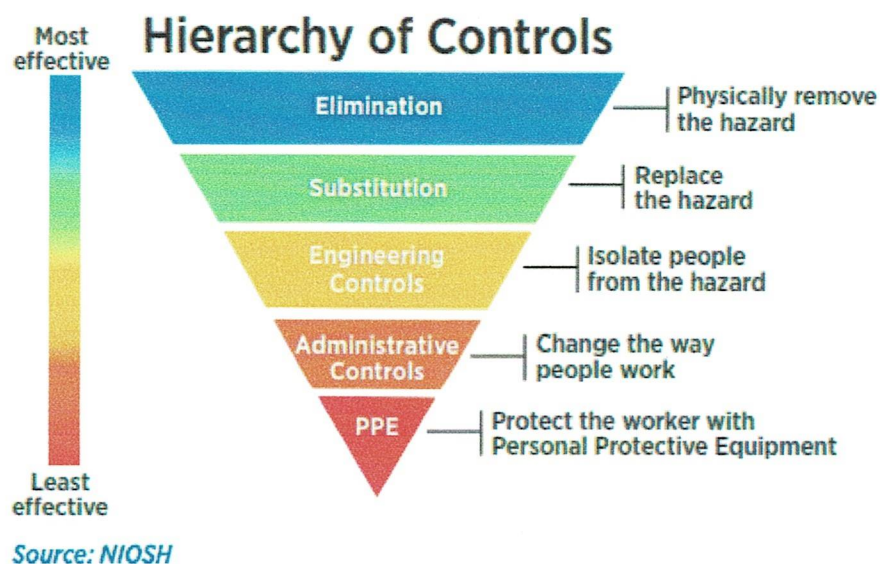 Hierarchy of Controls
Most
effective
Elimination
Physically remove
the hazard
Substitution
Replace
the hazard
Engineering
Controls
Isolate people
from the hazard
Administrative
Controls
Change the way
people work
PPE
Protect the worker with
Personal Protective Equipment
Least
effective
Source: NIOSH